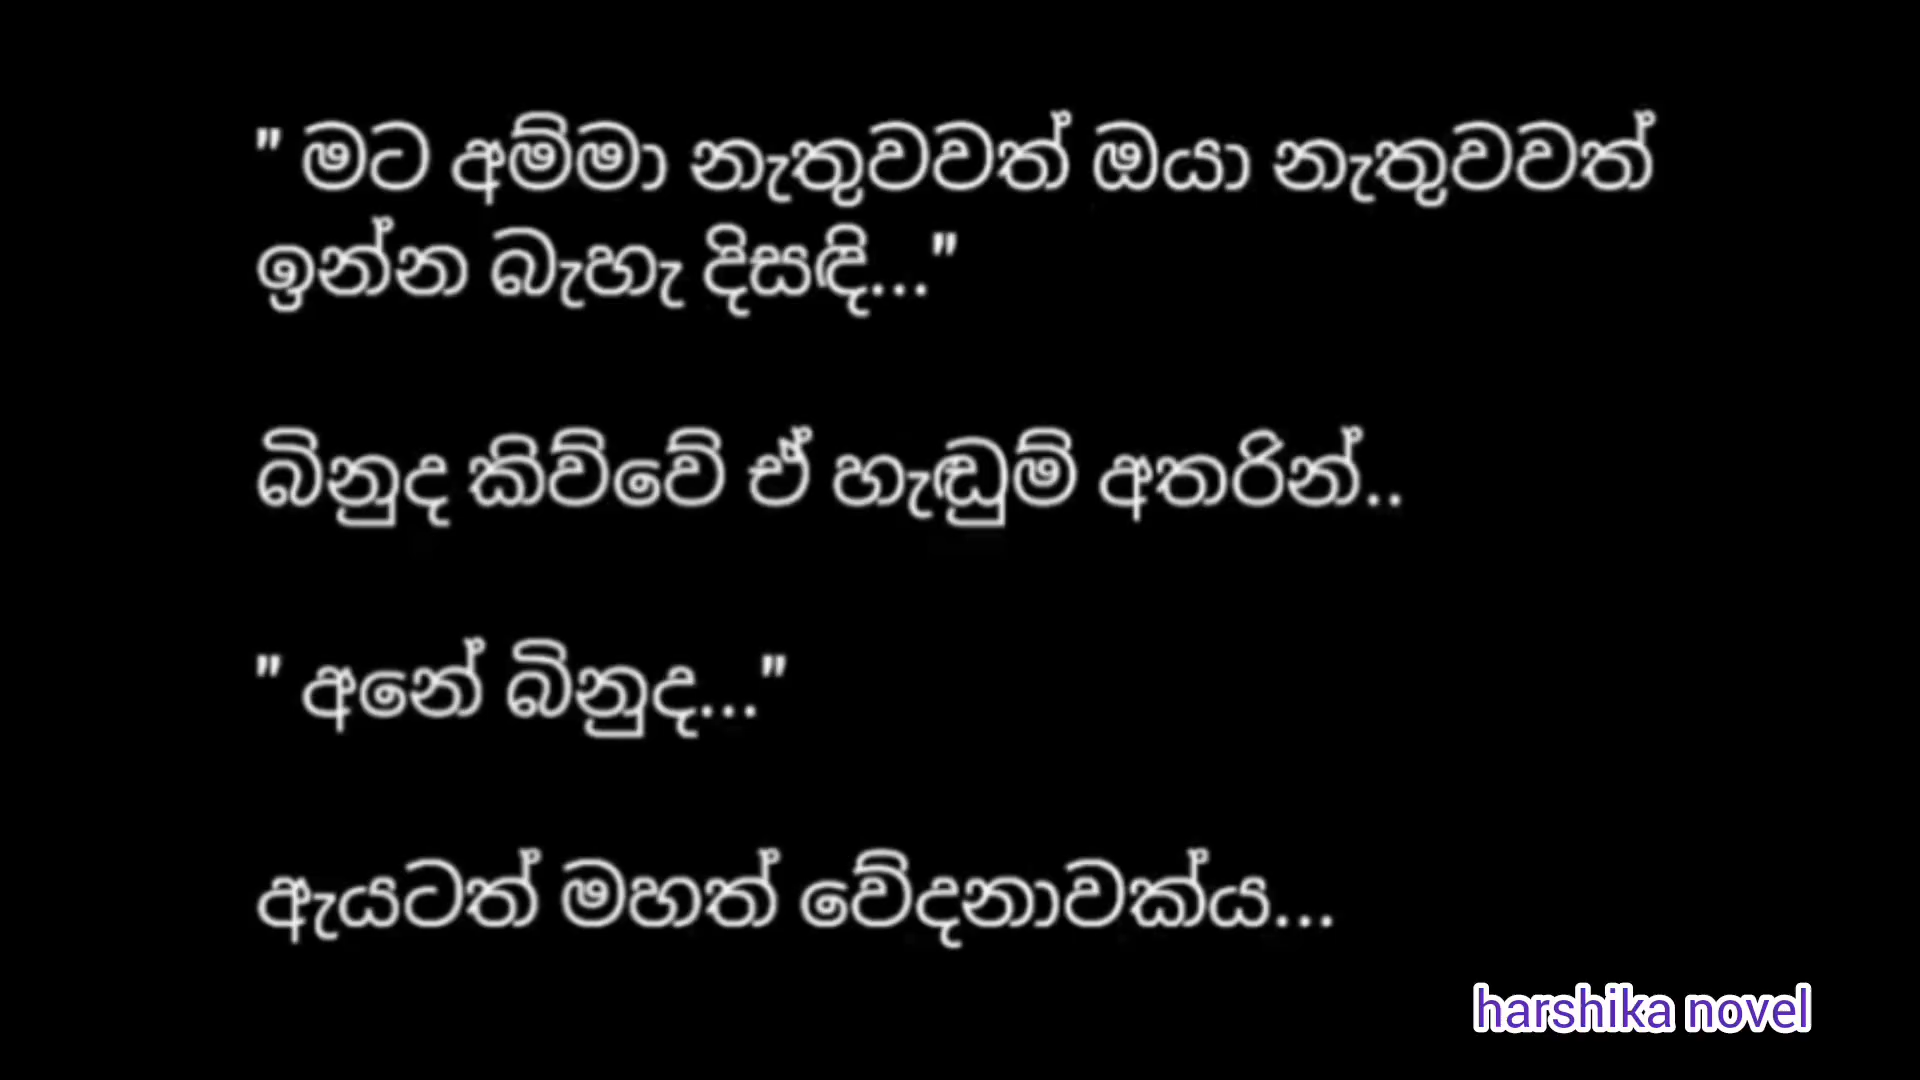 " මට අම්මා නැතුවවත් ඔයා නැතුවවත්
ඉන්න බැහැ දිසඳි..."
බිනුද කිව්වේ ඒ හැඬුම් අතරින්..
" අනේ බිනුද..."
ඇයටත් මහත් වේදනාවක්ය...
harshika novel